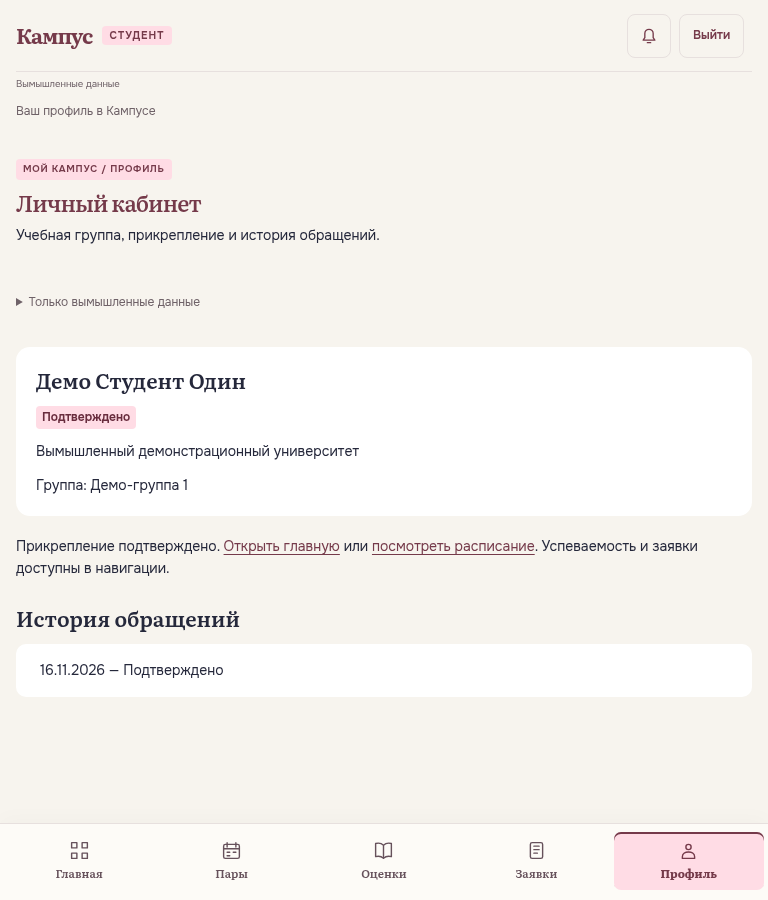 Кампус СТУДЕНТ Выйти
Вымышленные данные
Ваш профиль в Кампусе
МОЙ КАМПУС / ПРОФИЛЬ
Личный кабинет
Учебная группа, прикрепление и история обращений.
Только вымышленные данные
Демо Студент Один
Подтверждено
Вымышленный демонстрационный университет
Группа: Демо-группа 1
Прикрепление подтверждено. Открыть главную или посмотреть расписание. Успеваемость и заявки
доступны в навигации.
История обращений
16.11.2026 — Подтверждено
Главная Пары Оценки Заявки Профиль